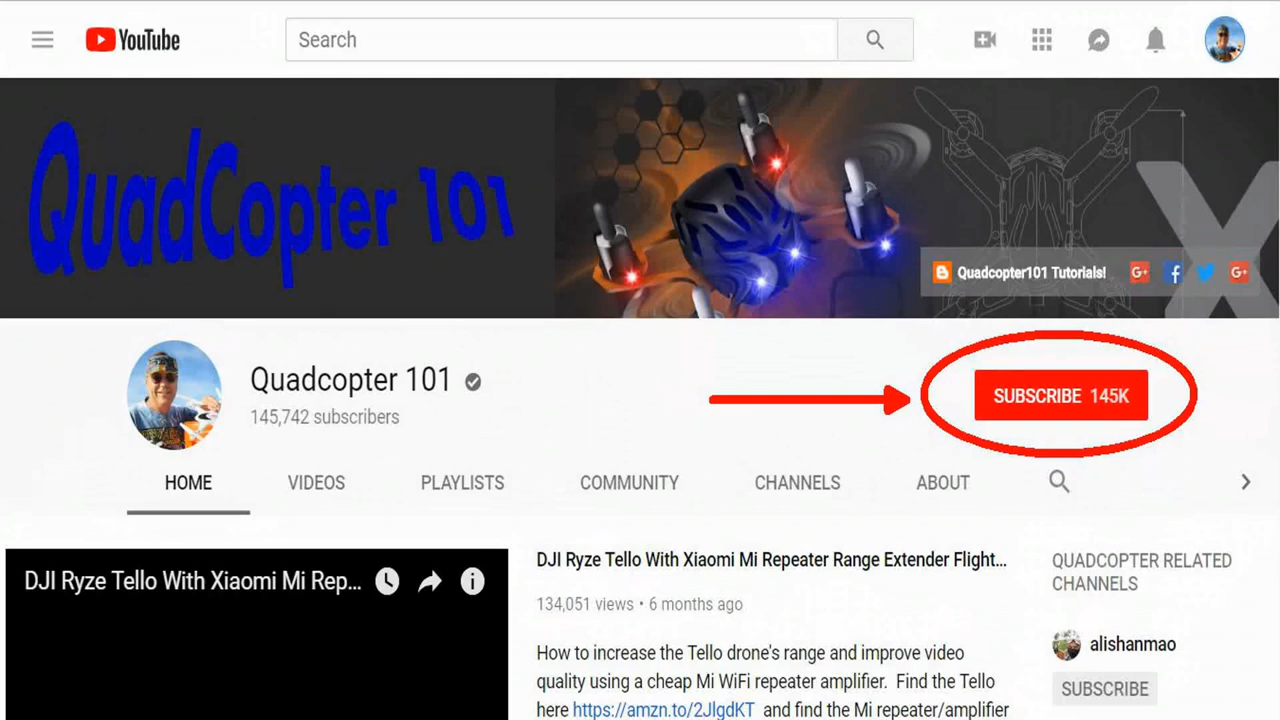 YouTube
Search
QuadCopter 101
Quadcopter101 Tutorials!
Quadcopter 101
145,742 subscribers
SUBSCRIBE 145K
HOME VIDEOS PLAYLISTS COMMUNITY CHANNELS ABOUT
DJI Ryze Tello With Xiaomi Mi Rep...
DJI Ryze Tello With Xiaomi Mi Repeater Range Extender Flight...
134,051 views • 6 months ago
How to increase the Tello drone's range and improve video
quality using a cheap Mi WiFi repeater amplifier. Find the Tello
here https://amzn.to/2JlgdKT and find the Mi repeater/amplifier
QUADCOPTER RELATED
CHANNELS
alishanmao
SUBSCRIBE